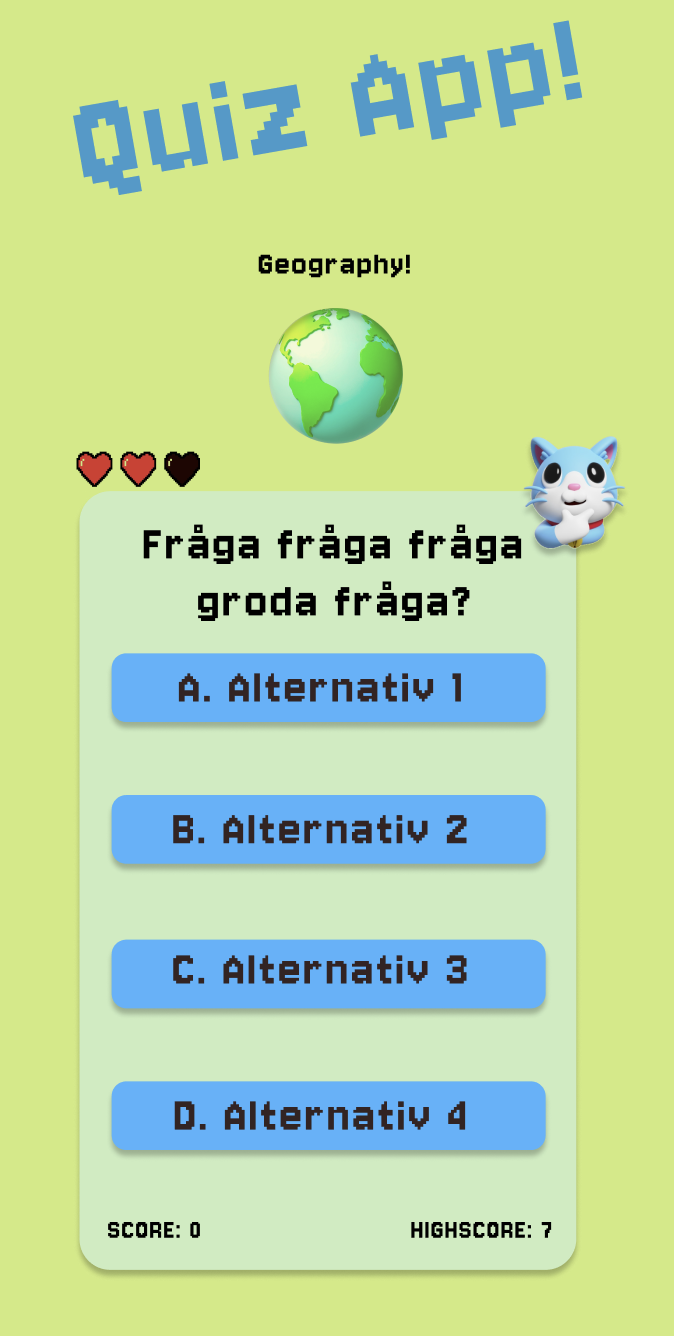 Quiz App!
Geography!
Fråga fråga fråga
groda fråga?
A. Alternativ 1
B. Alternativ 2
C. Alternativ 3
D. Alternativ 4
SCORE: 0
HIGHSCORE: 7